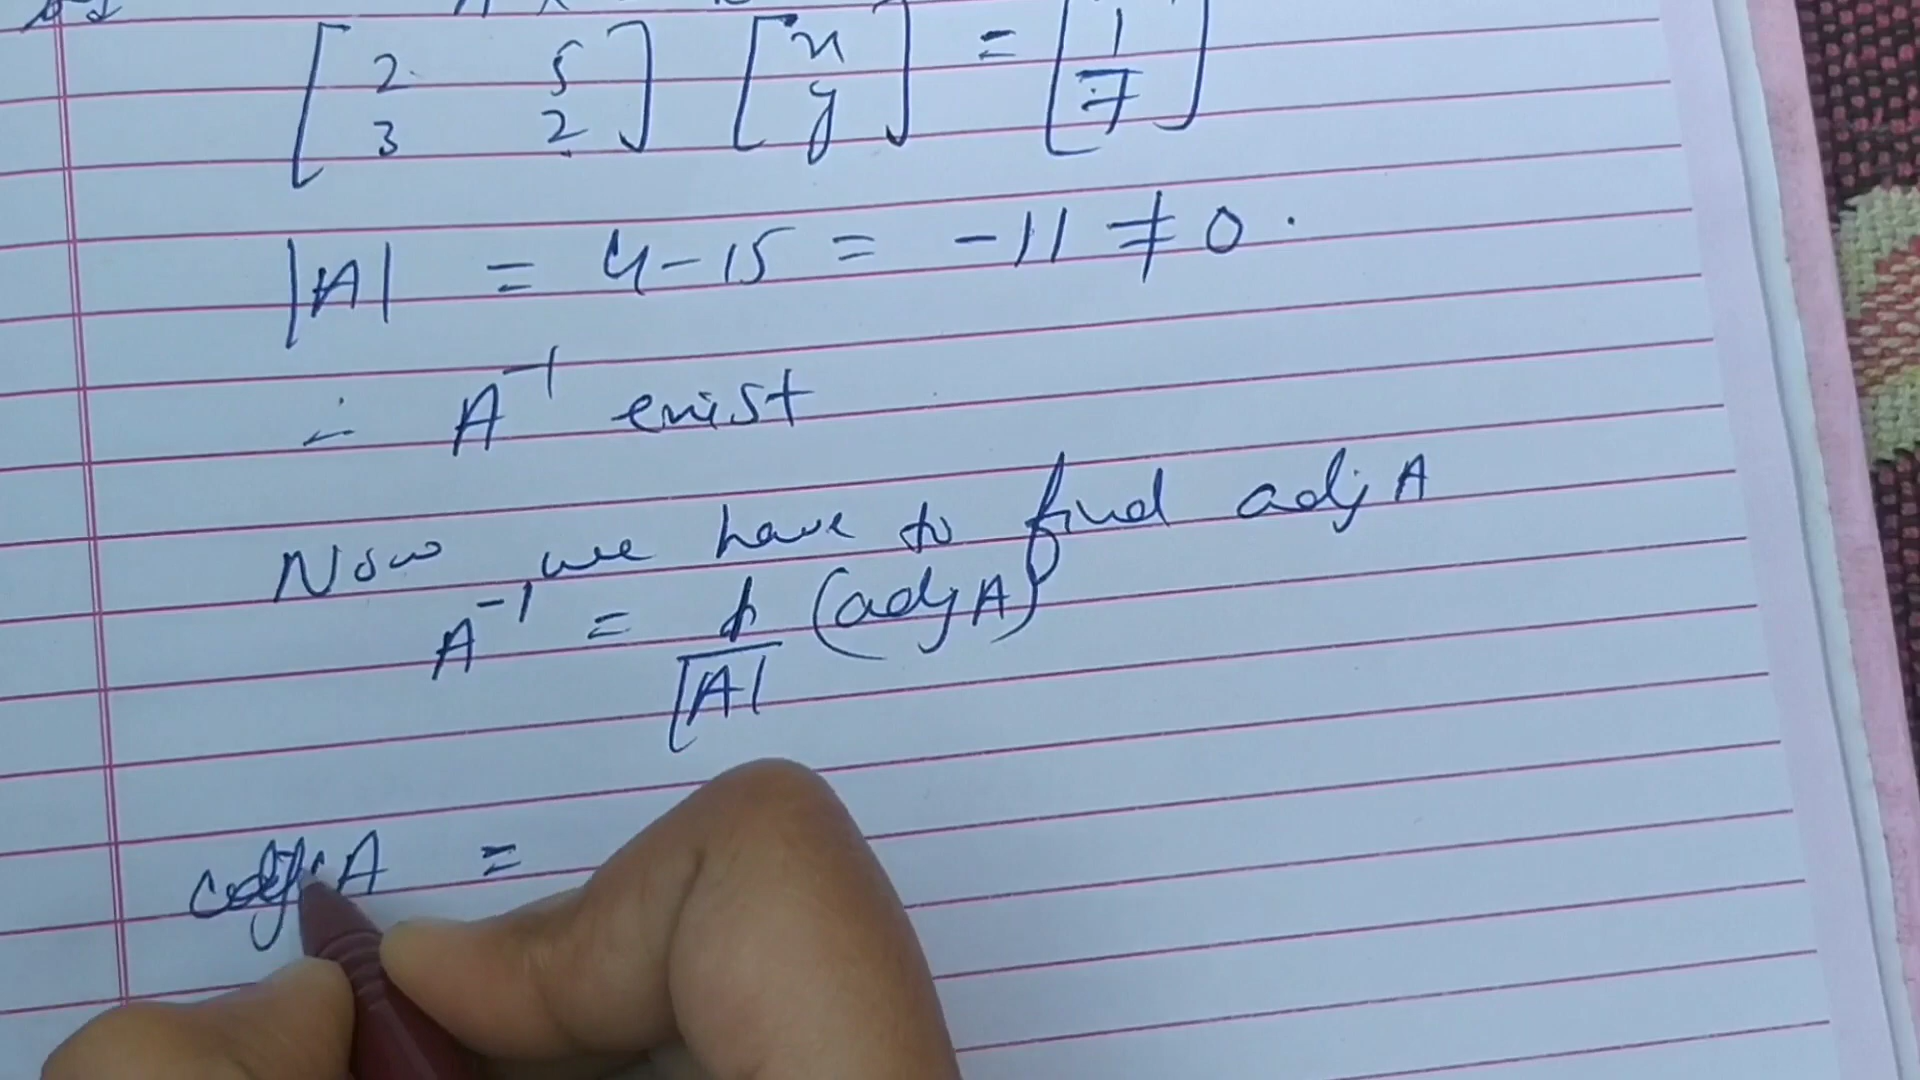 [2 5 3 2] [x y] = [1 7]
|A| = 4-15 = -11 ≠ 0.
∴ A⁻¹ exist
Now we have to find adj A
A⁻¹ = 1/|A| (adj A)
A =